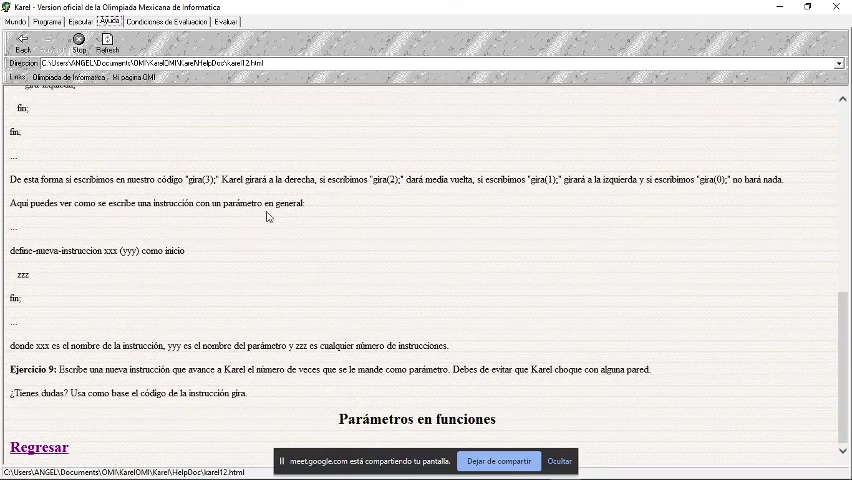 Karel - Version oficial de la Olimpiada Mexicana de Informatica
Mundo Programa Ejecutar Ayuda Condiciones de Evaluacion Evaluar
Back Stop Refresh
Direccion C:\Users\ANGEL\Documents\OMI\KarelOMI\Karel\HelpDoc\karel12.html
Links Olimpiada de Informatica Mi página OMI
gira-izquierda;
fin;
fin;
...
De esta forma si escribimos en nuestro código "gira(3);" Karel girará a la derecha, si escribimos "gira(2);" dará media vuelta, si escribimos "gira(1);" girará a la izquierda y si escribimos "gira(0);" no hará nada.
Aqui puedes ver como se escribe una instrucción con un parámetro en general:
...
define-nueva-instruccion xxx (yyy) como inicio
zzz
fin;
...
donde xxx es el nombre de la instrucción, yyy es el nombre del parámetro y zzz es cualquier número de instrucciones.
Ejercicio 9: Escribe una nueva instrucción que avance a Karel el número de veces que se le mande como parámetro. Debes de evitar que Karel choque con alguna pared.
¿Tienes dudas? Usa como base el código de la instrucción gira.
Parámetros en funciones
Regresar
meet.google.com está compartiendo tu pantalla. Dejar de compartir Ocultar
C:\Users\ANGEL\Documents\OMI\KarelOMI\Karel\HelpDoc\karel12.html